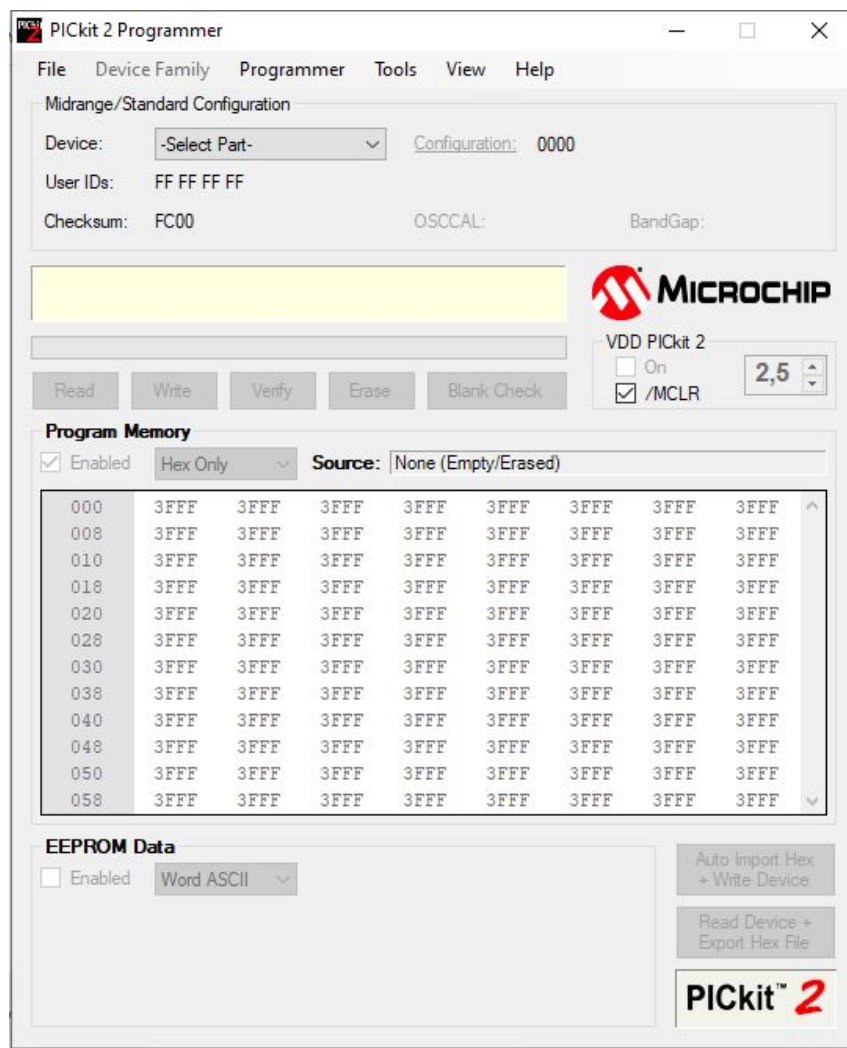 PICkit 2 Programmer
File Device Family Programmer Tools View Help
Midrange/Standard Configuration
Device: -Select Part- Configuration: 0000
User IDs: FF FF FF FF
Checksum: FC00 OSCCAL: BandGap:
MICROCHIP
VDD PICkit 2
On
/MCLR
2,5
Read Write Verify Erase Blank Check
Program Memory
Enabled Hex Only Source: None (Empty/Erased)
000 3FFF 3FFF 3FFF 3FFF 3FFF 3FFF 3FFF 3FFF
008 3FFF 3FFF 3FFF 3FFF 3FFF 3FFF 3FFF 3FFF
010 3FFF 3FFF 3FFF 3FFF 3FFF 3FFF 3FFF 3FFF
018 3FFF 3FFF 3FFF 3FFF 3FFF 3FFF 3FFF 3FFF
020 3FFF 3FFF 3FFF 3FFF 3FFF 3FFF 3FFF 3FFF
028 3FFF 3FFF 3FFF 3FFF 3FFF 3FFF 3FFF 3FFF
030 3FFF 3FFF 3FFF 3FFF 3FFF 3FFF 3FFF 3FFF
038 3FFF 3FFF 3FFF 3FFF 3FFF 3FFF 3FFF 3FFF
040 3FFF 3FFF 3FFF 3FFF 3FFF 3FFF 3FFF 3FFF
048 3FFF 3FFF 3FFF 3FFF 3FFF 3FFF 3FFF 3FFF
050 3FFF 3FFF 3FFF 3FFF 3FFF 3FFF 3FFF 3FFF
058 3FFF 3FFF 3FFF 3FFF 3FFF 3FFF 3FFF 3FFF
EEPROM Data
Enabled Word ASCII
Auto Import Hex
+ Write Device
Read Device +
Export Hex File
PICkit™ 2